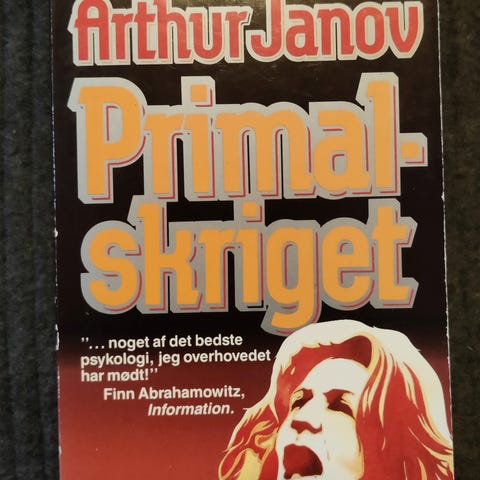 Arthur Janov
Primal-
skriget
"... noget af det bedste
psykologi, jeg overhovedet
har mødt!"
Finn Abrahamowitz,
Information.